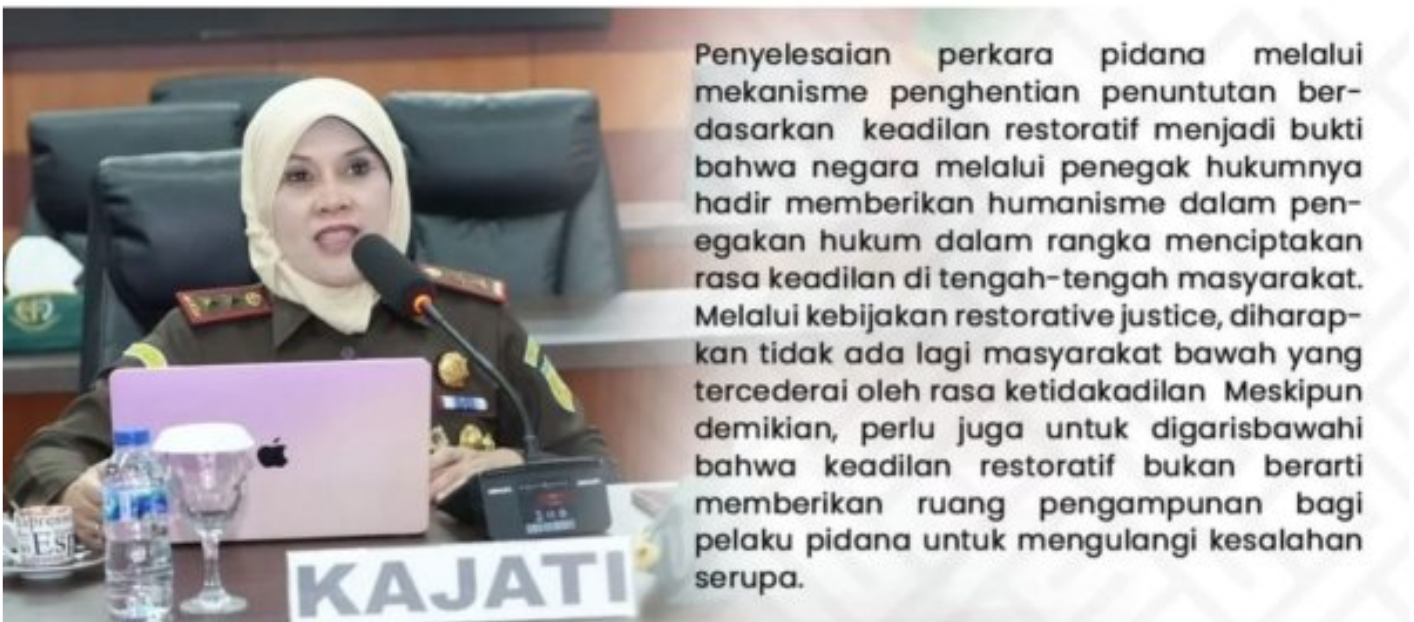 Penyelesaian perkara pidana melalui
mekanisme penghentian penuntutan ber-
dasarkan keadilan restoratif menjadi bukti
bahwa negara melalui penegak hukumnya
hadir memberikan humanisme dalam pen-
egakan hukum dalam rangka menciptakan
rasa keadilan di tengah-tengah masyarakat.
Melalui kebijakan restorative justice, diharap-
kan tidak ada lagi masyarakat bawah yang
tercederai oleh rasa ketidakadilan Meskipun
demikian, perlu juga untuk digarisbawahi
bahwa keadilan restoratif bukan berarti
memberikan ruang pengampunan bagi
pelaku pidana untuk mengulangi kesalahan
serupa.
KAJATI